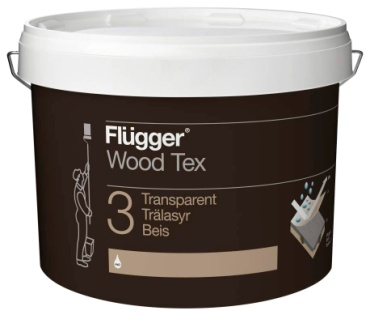 Flügger®
Wood Tex
3
Transparent
Trälasyr
Beis